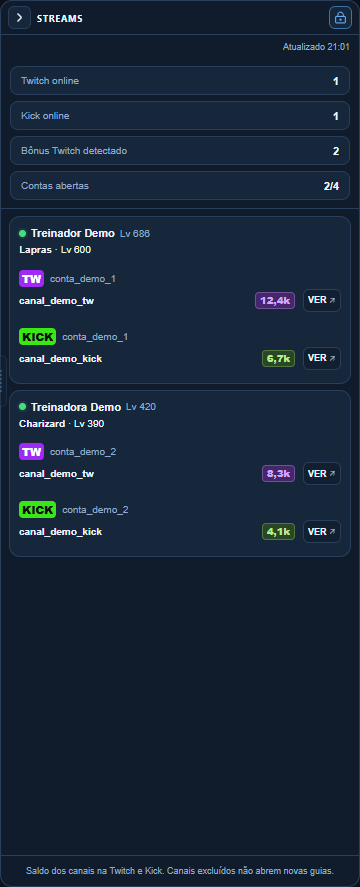 STREAMS
Atualizado 21:01
Twitch online 1
Kick online 1
Bônus Twitch detectado 2
Contas abertas 2/4
Treinador Demo Lv 686
Lapras · Lv 600
TW conta_demo_1
canal_demo_tw 12,4k VER ↗
KICK conta_demo_1
canal_demo_kick 6,7k VER ↗
Treinadora Demo Lv 420
Charizard · Lv 390
TW conta_demo_2
canal_demo_tw 8,3k VER ↗
KICK conta_demo_2
canal_demo_kick 4,1k VER ↗
Saldo dos canais na Twitch e Kick. Canais excluídos não abrem novas guias.